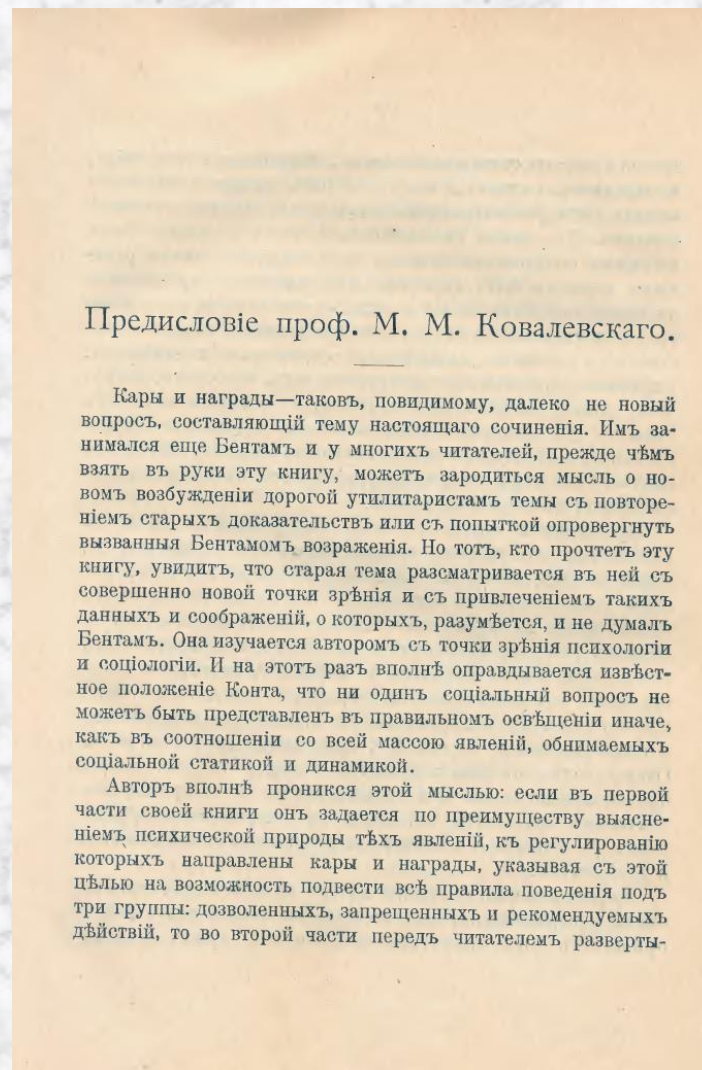 Предисловіе проф. М. М. Ковалевскаго.
Кары и награды—таковъ, повидимому, далеко не новый
вопросъ, составляющій тему настоящаго сочиненія. Имъ за-
нимался еще Бентамъ и у многихъ читателей, прежде чѣмъ
взять въ руки эту книгу, можетъ зародиться мысль о но-
вомъ возбужденіи дорогой утилитаристамъ темы съ повторе-
ніемъ старыхъ доказательствъ или съ попыткой опровергнуть
вызванныя Бентамомъ возраженія. Но тотъ, кто прочтетъ эту
книгу, увидитъ, что старая тема разсматривается въ ней съ
совершенно новой точки зрѣнія и съ привлеченіемъ такихъ
данныхъ и соображеній, о которыхъ, разумѣется, и не думалъ
Бентамъ. Она изучается авторомъ съ точки зрѣнія психологіи
и соціологіи. И на этотъ разъ вполнѣ оправдывается извѣст-
ное положеніе Конта, что ни одинъ соціальный вопросъ не
можетъ быть представленъ въ правильномъ освѣщеніи иначе,
какъ въ соотношеніи со всей массою явленій, обнимаемыхъ
соціальной статикой и динамикой.
Авторъ вполнѣ проникся этой мыслью: если въ первой
части своей книги онъ задается по преимуществу выясне-
ніемъ психической природы тѣхъ явленій, къ регулированію
которыхъ направлены кары и награды, указывая съ этой
цѣлью на возможность подвести всѣ правила поведенія подъ
три группы: дозволенныхъ, запрещенныхъ и рекомендуемыхъ
дѣйствій, то во второй части передъ читателемъ разверты-